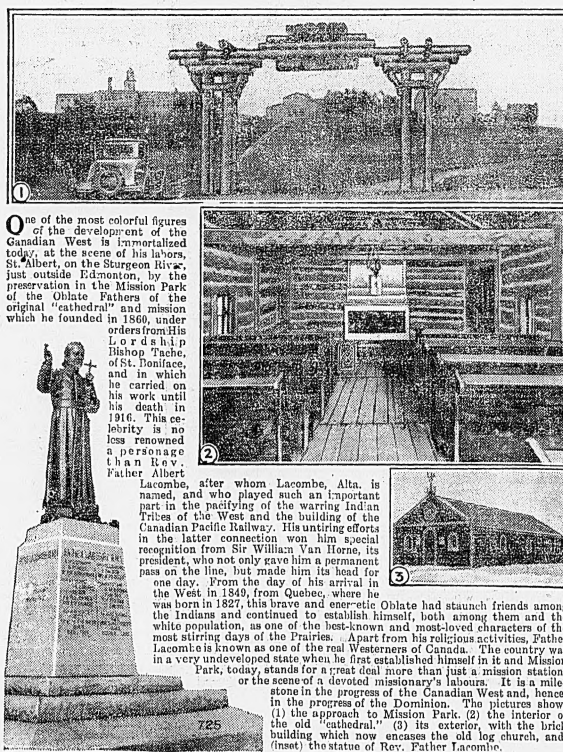 1
One of the most colorful figures
of the development of the
Canadian West is immortalized
today, at the scene of his labors,
St. Albert, on the Sturgeon River,
just outside Edmonton, by the
preservation in the Mission Park
of the Oblate Fathers of the
original "cathedral" and mission
which he founded in 1860, under
orders from His
Lordship
Bishop Tache,
of St. Boniface,
and in which
he carried on
his work until
his death in
1916. This ce-
lebrity is no
less renowned
a personage
than Rev.
Father Albert
2
Lacombe, after whom Lacombe, Alta. is
named, and who played such an important
part in the pacifying of the warring Indian
Tribes of the West and the building of the
Canadian Pacific Railway. His untiring efforts
in the latter connection won him special
recognition from Sir William Van Horne, its
president, who not only gave him a permanent
pass on the line, but made him its head for
one day. From the day of his arrival in
the West in 1849, from Quebec, where he
3
was born in 1827, this brave and energetic Oblate had staunch friends among
the Indians and continued to establish himself, both among them and th
white population, as one of the best-known and most-loved characters of th
most stirring days of the Prairies. Apart from his religious activities, Fathe
Lacombe is known as one of the real Westerners of Canada. The country wa
in a very undeveloped state when he first established himself in it and Mission
Park, today, stands for a great deal more than just a mission station
or the scene of a devoted missionary's labours. It is a mile
stone in the progress of the Canadian West and, hence
in the progress of the Dominion. The pictures show
(1) the approach to Mission Park. (2) the interior o
the old "cathedral." (3) its exterior, with the brick
building which now encases the old log church, and
(inset) the statue of Rev. Father Lacombe.
725